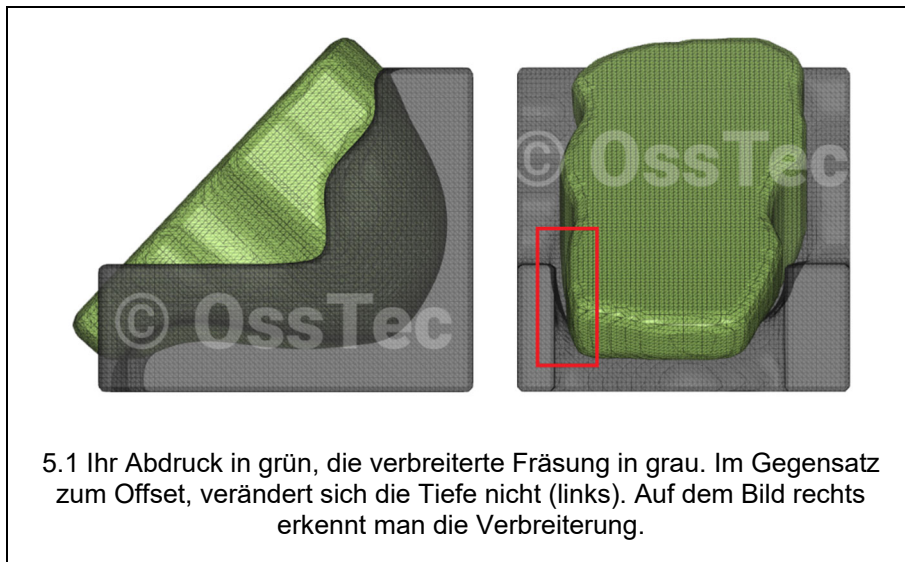 © OssTec
© OssTec
5.1 Ihr Abdruck in grün, die verbreiterte Fräsung in grau. Im Gegensatz
zum Offset, verändert sich die Tiefe nicht (links). Auf dem Bild rechts
erkennt man die Verbreiterung.